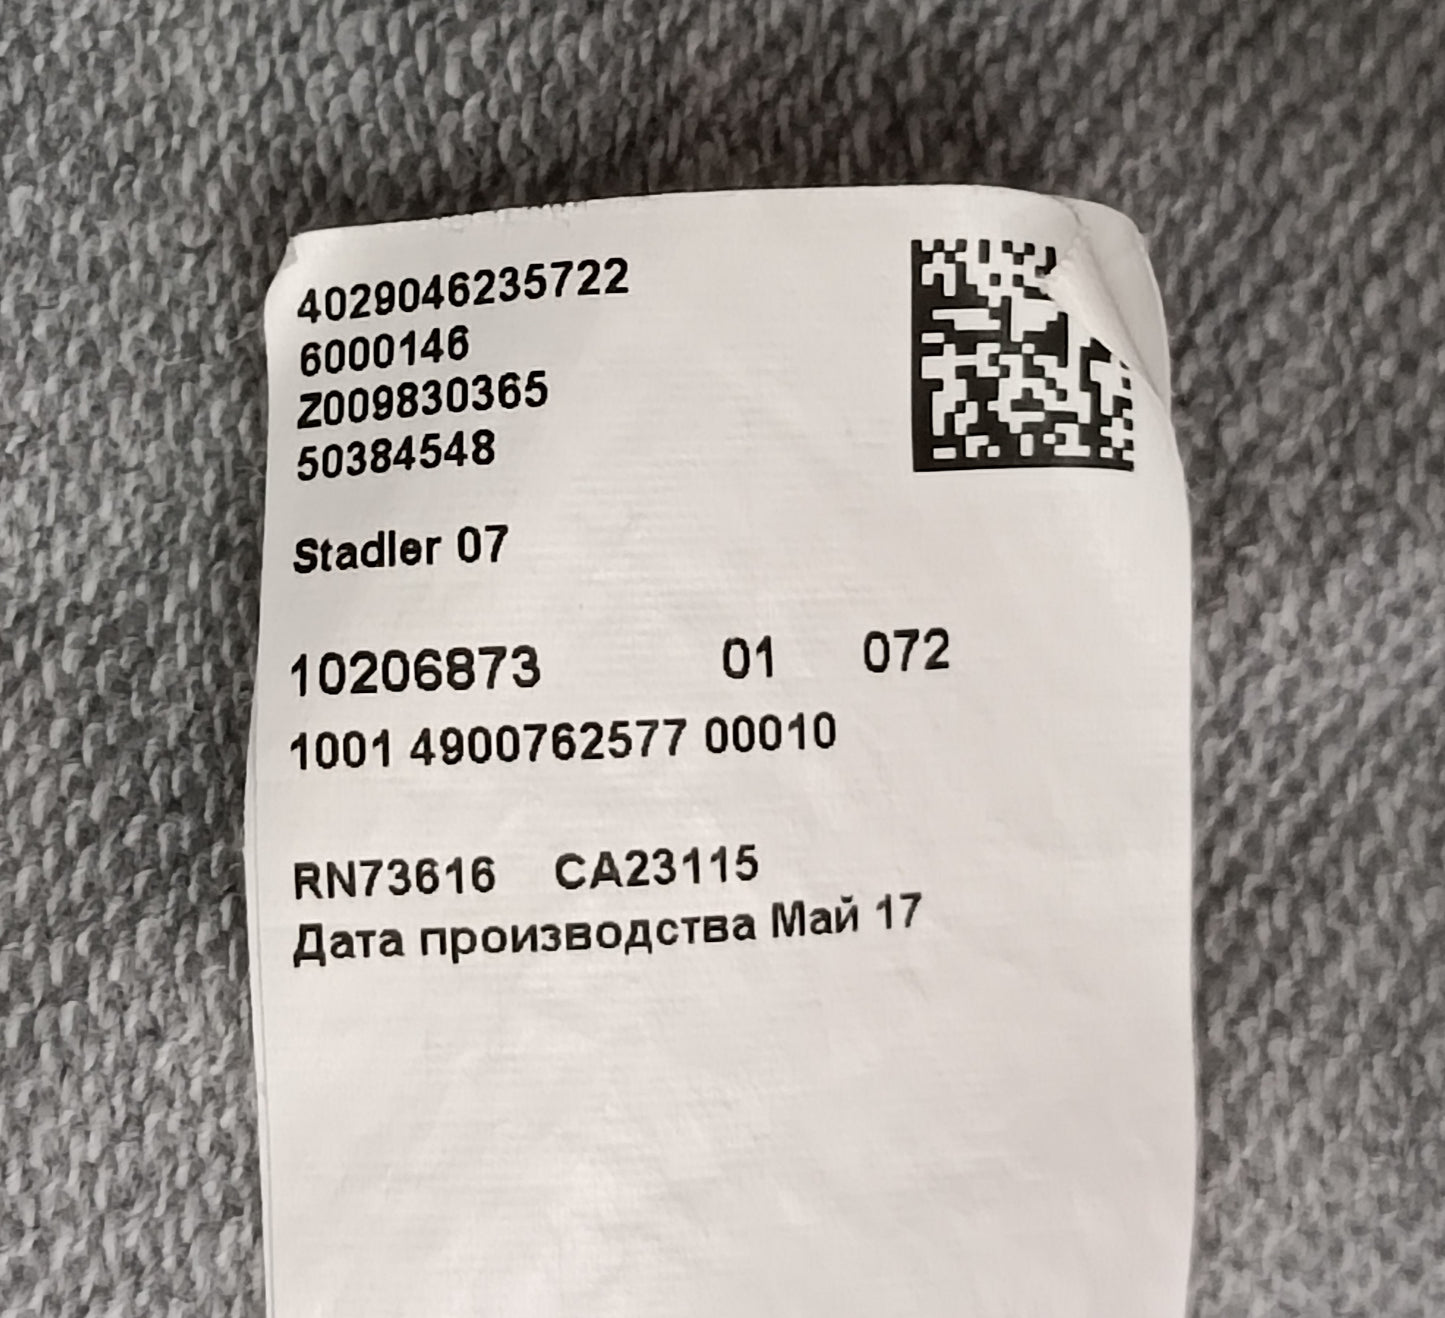 4029046235722
6000146
Z009830365
50384548
Stadler 07
10206873 01 072
1001 4900762577 00010
RN73616 CA23115
Дата производства Май 17